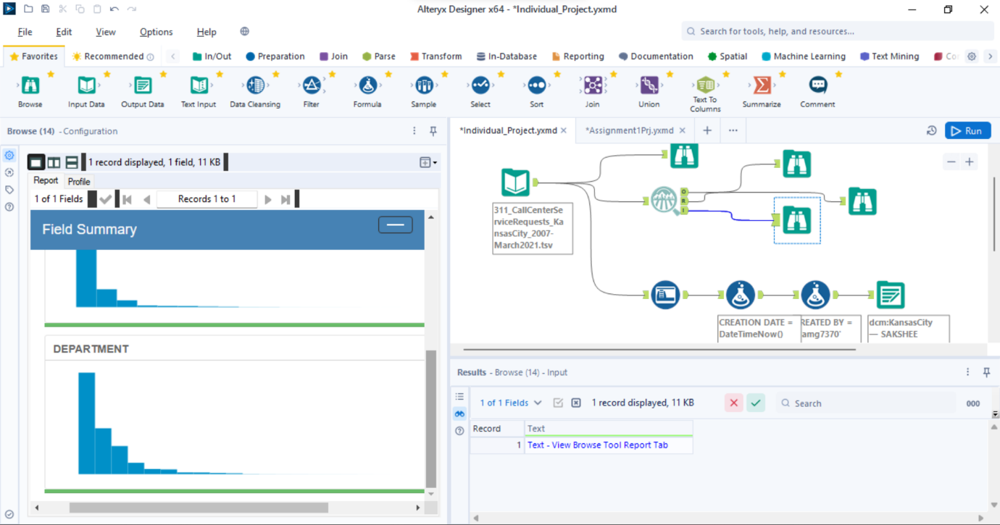 Alteryx Designer x64 - *Individual_Project.yxmd
File Edit View Options Help
Search for tools, help, and resources...
Favorites Recommended In/Out Preparation Join Parse Transform In-Database Reporting Documentation Spatial Machine Learning Text Mining Co
Browse Input Data Output Data Text Input Data Cleansing Filter Formula Sample Select Sort Join Union Text To Columns Summarize Comment
Browse (14) - Configuration
1 record displayed, 1 field, 11 KB
Report Profile
1 of 1 Fields Records 1 to 1
Field Summary
DEPARTMENT
*Individual_Project.yxmd *Assignment1Prj.yxmd
Run
311_CallCenterSe
rviceRequests_Ka
nsasCity_2007-
March2021.tsv
D
R
I
CREATION DATE =
DateTimeNow()
REATED BY =
amg7370'
dcm:KansasCity
— SAKSHEE
Results - Browse (14) - Input
1 of 1 Fields 1 record displayed, 11 KB Search 000
Record Text
1 Text - View Browse Tool Report Tab